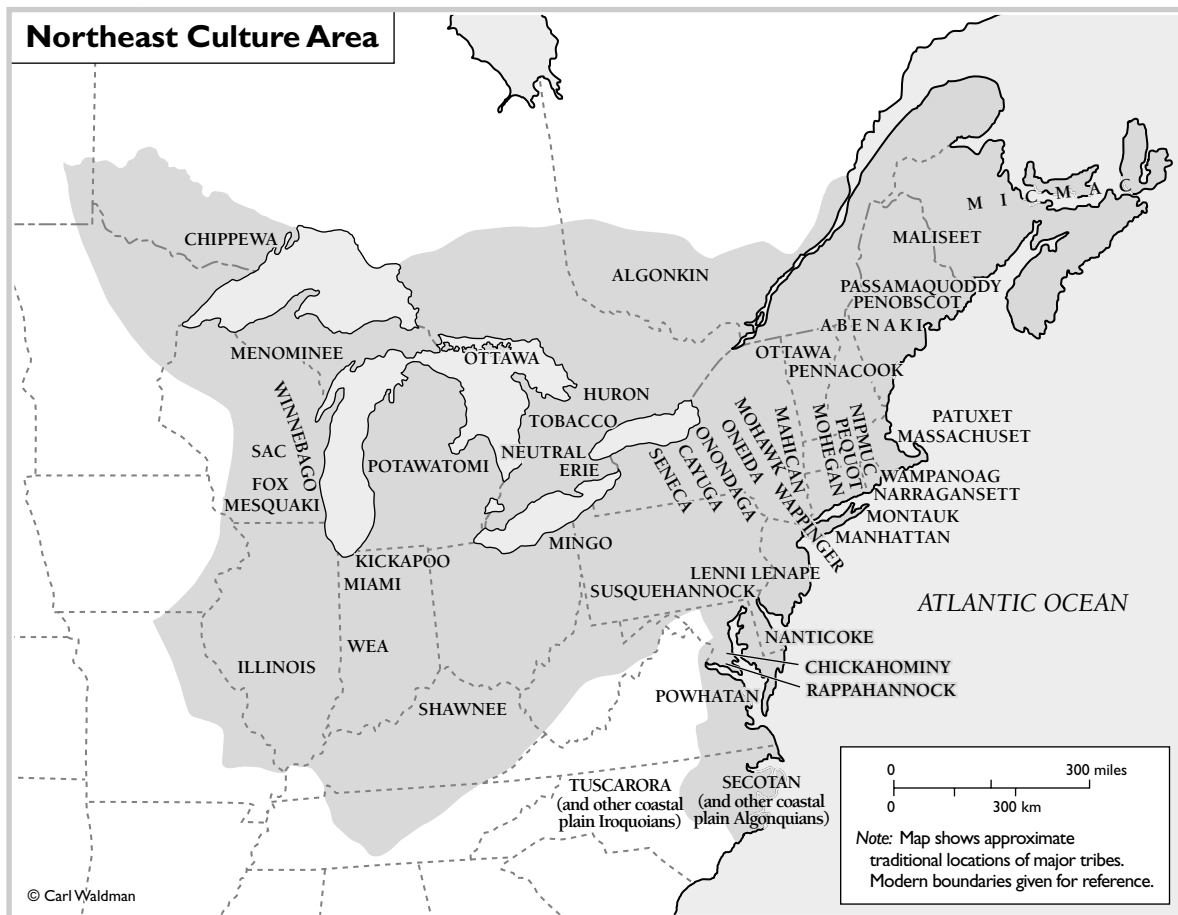 Northeast Culture Area
CHIPPEWA
MICMAC
MALISEET
ALGONKIN
PASSAMAQUODDY
PENOBSCOT
ABENAKI
MENOMINEE
OTTAWA
OTTAWA
PENNACOOK
HURON
WINNEBAGO
TOBACCO
SAC
POTAWATOMI
NEUTRAL
ERIE
FOX
MESQUAKI
SENECA
CAYUGA
ONONDAGA
ONEIDA
MOHAWK
MAHICAN
WAPPINGER
MOHEGAN
PEQUOT
NIPMUC
PATUXET
MASSACHUSET
WAMPANOAG
NARRAGANSETT
MONTAUK
MANHATTAN
MINGO
KICKAPOO
MIAMI
LENNI LENAPE
SUSQUEHANNOCK
ATLANTIC OCEAN
WEA
ILLINOIS
NANTICOKE
CHICKAHOMINY
RAPPAHANNOCK
POWHATAN
SHAWNEE
TUSCARORA
(and other coastal
plain Iroquoians)
SECOTAN
(and other coastal
plain Algonquians)
0 300 miles
0 300 km
Note: Map shows approximate
traditional locations of major tribes.
Modern boundaries given for reference.
© Carl Waldman